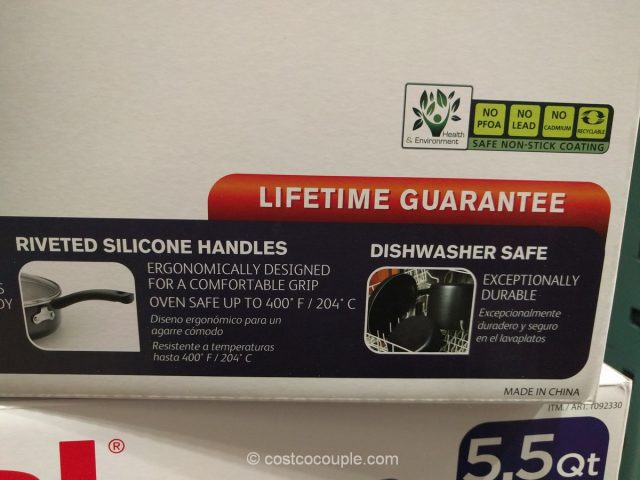 Health
& Environment
NO
PFOA
NO
LEAD
NO
CADMIUM
RECYCLABLE
SAFE NON-STICK COATING
LIFETIME GUARANTEE
RIVETED SILICONE HANDLES
ERGONOMICALLY DESIGNED
FOR A COMFORTABLE GRIP
OVEN SAFE UP TO 400° F / 204° C
Diseno ergonómico para un
agarre cómodo
Resistente a temperaturas
hasta 400° F / 204° C
DISHWASHER SAFE
EXCEPTIONALLY
DURABLE
Excepcionalmente
duradero y seguro
en el lavaplatos
MADE IN CHINA
ITM./ ART. 1092330
®
5,5Qt
© costcocouple.com